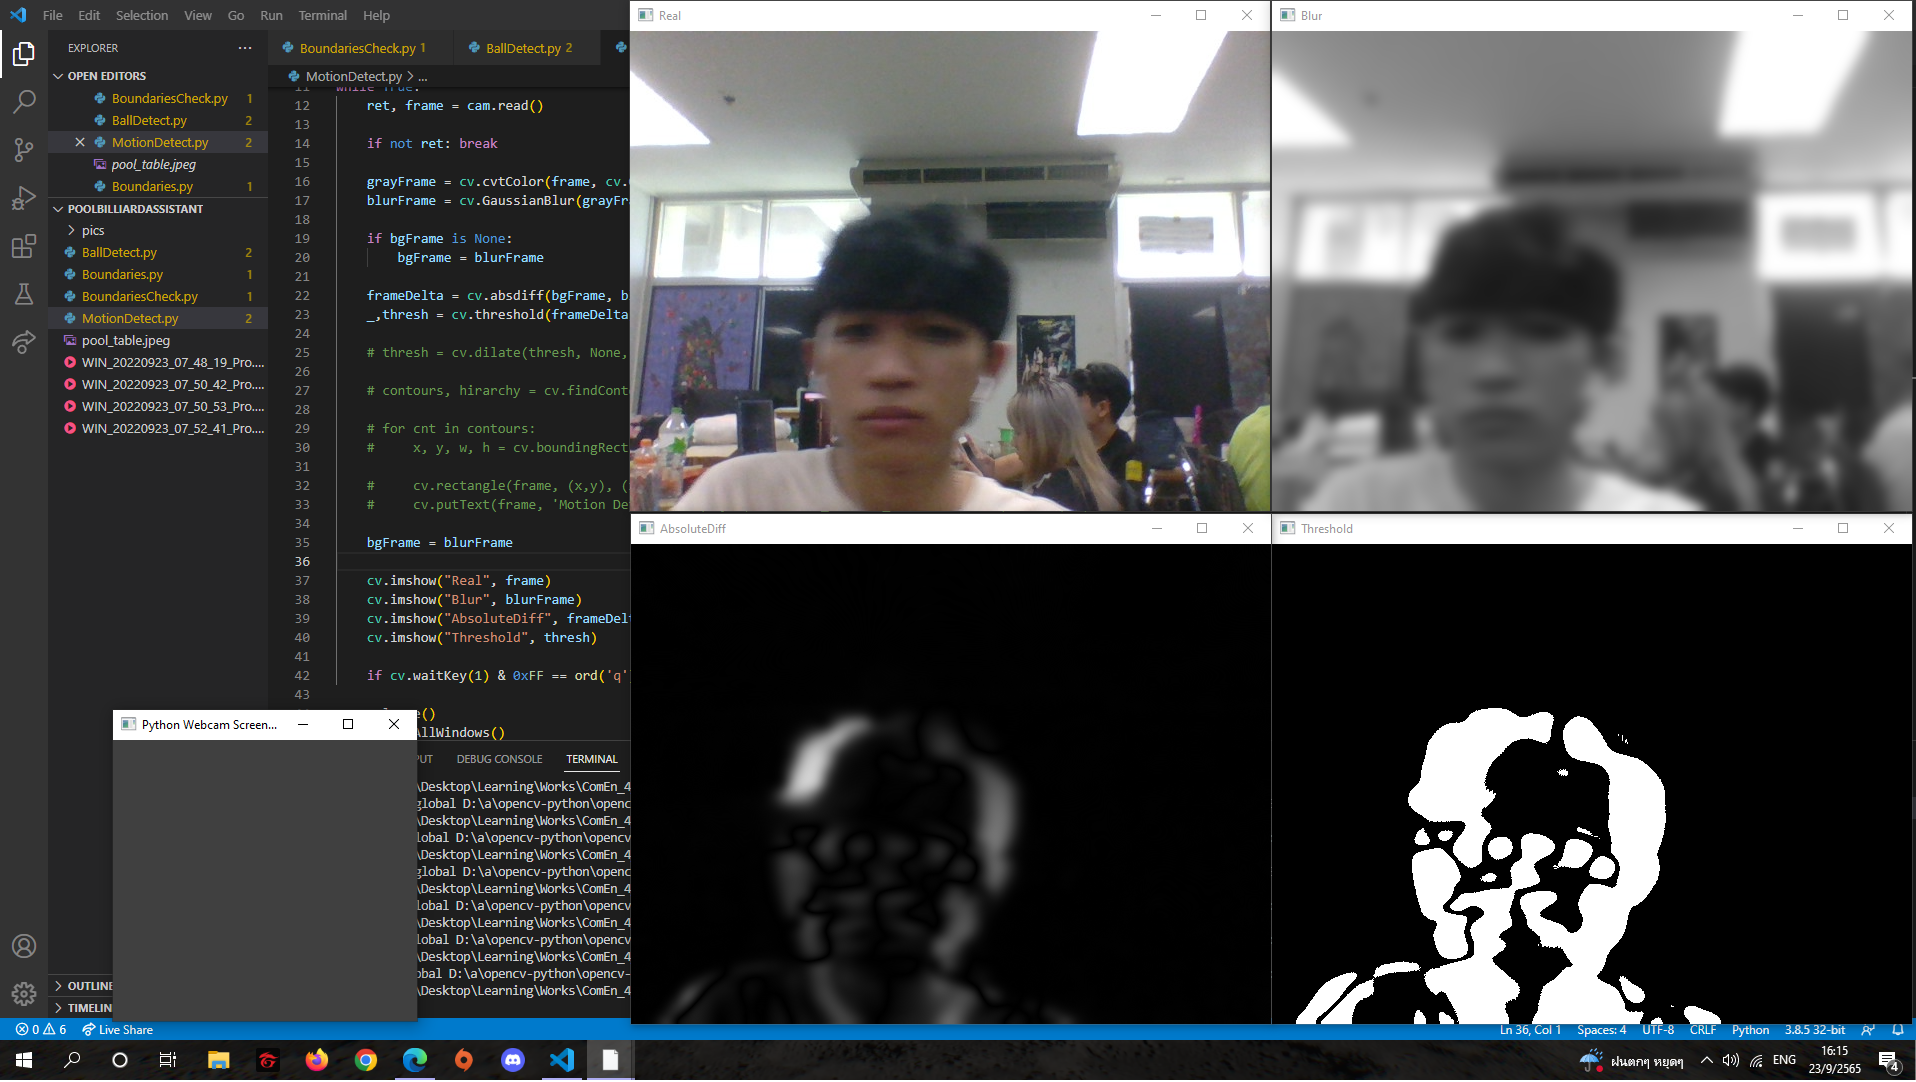 File Edit Selection View Go Run Terminal Help
EXPLORER
OPEN EDITORS
BoundariesCheck.py 1
BallDetect.py 2
MotionDetect.py 2
pool_table.jpeg
Boundaries.py 1
POOLBILLIARDASSISTANT
pics
BallDetect.py 2
Boundaries.py 1
BoundariesCheck.py 1
MotionDetect.py 2
pool_table.jpeg
WIN_20220923_07_48_19_Pro....
WIN_20220923_07_50_42_Pro....
WIN_20220923_07_50_53_Pro....
WIN_20220923_07_52_41_Pro....
OUTLINE
TIMELIN
BoundariesCheck.py 1 BallDetect.py 2
MotionDetect.py > ...
11 while True:
12 ret, frame = cam.read()
13
14 if not ret: break
15
16 grayFrame = cv.cvtColor(frame, cv.
17 blurFrame = cv.GaussianBlur(grayFr
18
19 if bgFrame is None:
20 bgFrame = blurFrame
21
22 frameDelta = cv.absdiff(bgFrame, b
23 _,thresh = cv.threshold(frameDelta
24
25 # thresh = cv.dilate(thresh, None,
26
27 # contours, hirarchy = cv.findCont
28
29 # for cnt in contours:
30 # x, y, w, h = cv.boundingRect
31
32 # cv.rectangle(frame, (x,y), (
33 # cv.putText(frame, 'Motion De
34
35 bgFrame = blurFrame
36
37 cv.imshow("Real", frame)
38 cv.imshow("Blur", blurFrame)
39 cv.imshow("AbsoluteDiff", frameDelt
40 cv.imshow("Threshold", thresh)
41
42 if cv.waitKey(1) & 0xFF == ord('q'
43
()
AllWindows()
PUT DEBUG CONSOLE TERMINAL
\Desktop\Learning\Works\ComEn_4
global D:\a\opencv-python\openc
\Desktop\Learning\Works\ComEn_4
lobal D:\a\opencv-python\opencv
\Desktop\Learning\Works\ComEn_4
global D:\a\opencv-python\openc
\Desktop\Learning\Works\ComEn_4
lobal D:\a\opencv-python\opencv
\Desktop\Learning\Works\ComEn_4
lobal D:\a\opencv-python\opencv
\Desktop\Learning\Works\ComEn_4
obal D:\a\opencv-python\opencv-
\Desktop\Learning\Works\ComEn_4
Python Webcam Screen...
Real
Blur
AbsoluteDiff
Threshold
0 6 Live Share
Ln 36, Col 1 Spaces: 4 UTF-8 CRLF Python 3.8.5 32-bit
ฝนตกๆ หยุดๆ ENG 16:15
23/9/2565
4